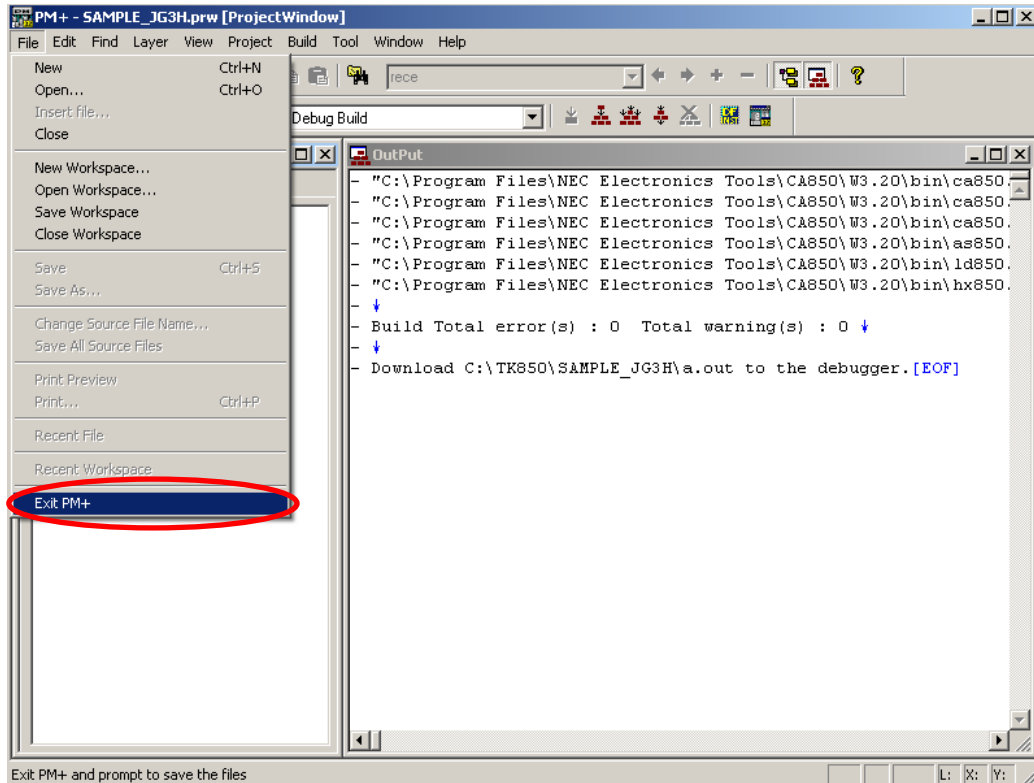 PM+ - SAMPLE_JG3H.prw [ProjectWindow]
File Edit Find Layer View Project Build Tool Window Help
New Ctrl+N
Open... Ctrl+O
Insert file...
Close
New Workspace...
Open Workspace...
Save Workspace
Close Workspace
Save Ctrl+S
Save As...
Change Source File Name...
Save All Source Files
Print Preview
Print... Ctrl+P
Recent File
Recent Workspace
Exit PM+
rece
Debug Build
OutPut
- "C:\Program Files\NEC Electronics Tools\CA850\W3.20\bin\ca850.
- "C:\Program Files\NEC Electronics Tools\CA850\W3.20\bin\ca850.
- "C:\Program Files\NEC Electronics Tools\CA850\W3.20\bin\ca850.
- "C:\Program Files\NEC Electronics Tools\CA850\W3.20\bin\as850.
- "C:\Program Files\NEC Electronics Tools\CA850\W3.20\bin\ld850.
- "C:\Program Files\NEC Electronics Tools\CA850\W3.20\bin\hx850.
- ↓
- Build Total error(s) : 0 Total warning(s) : 0 ↓
- ↓
- Download C:\TK850\SAMPLE_JG3H\a.out to the debugger.[EOF]
Exit PM+ and prompt to save the files
L: X: Y: